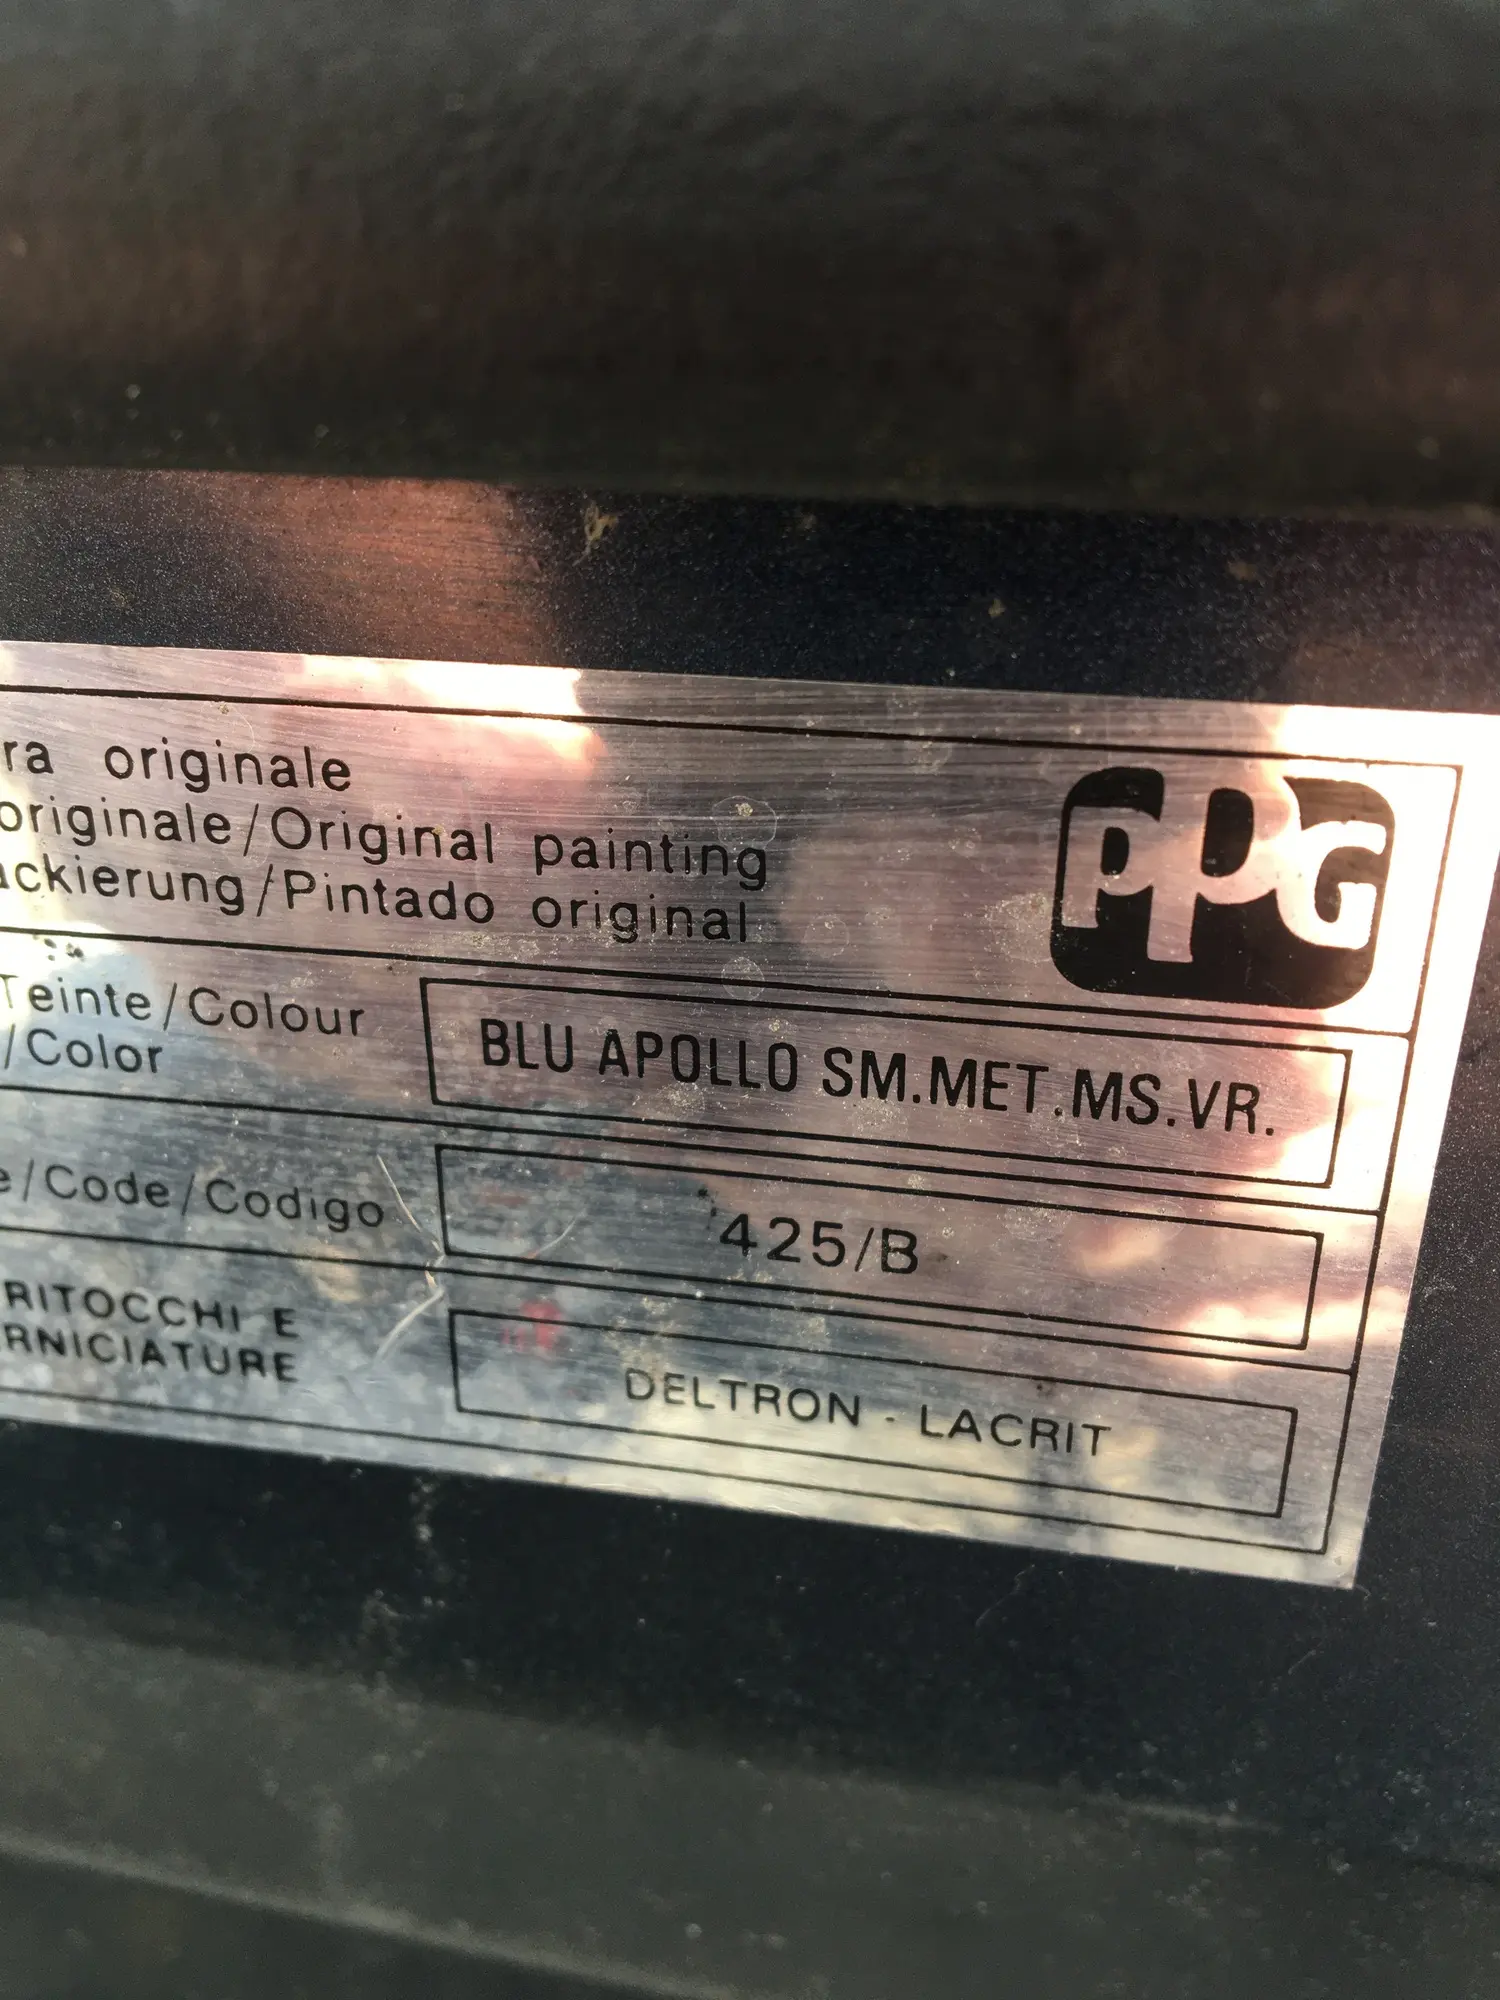 ra originale
originale/Original painting
ackierung/Pintado original
PPG
Teinte/Colour
/Color
BLU APOLLO SM.MET.MS.VR.
e/Code/Codigo
425/B
RITOCCHI E
RNICIATURE
DELTRON - LACRIT